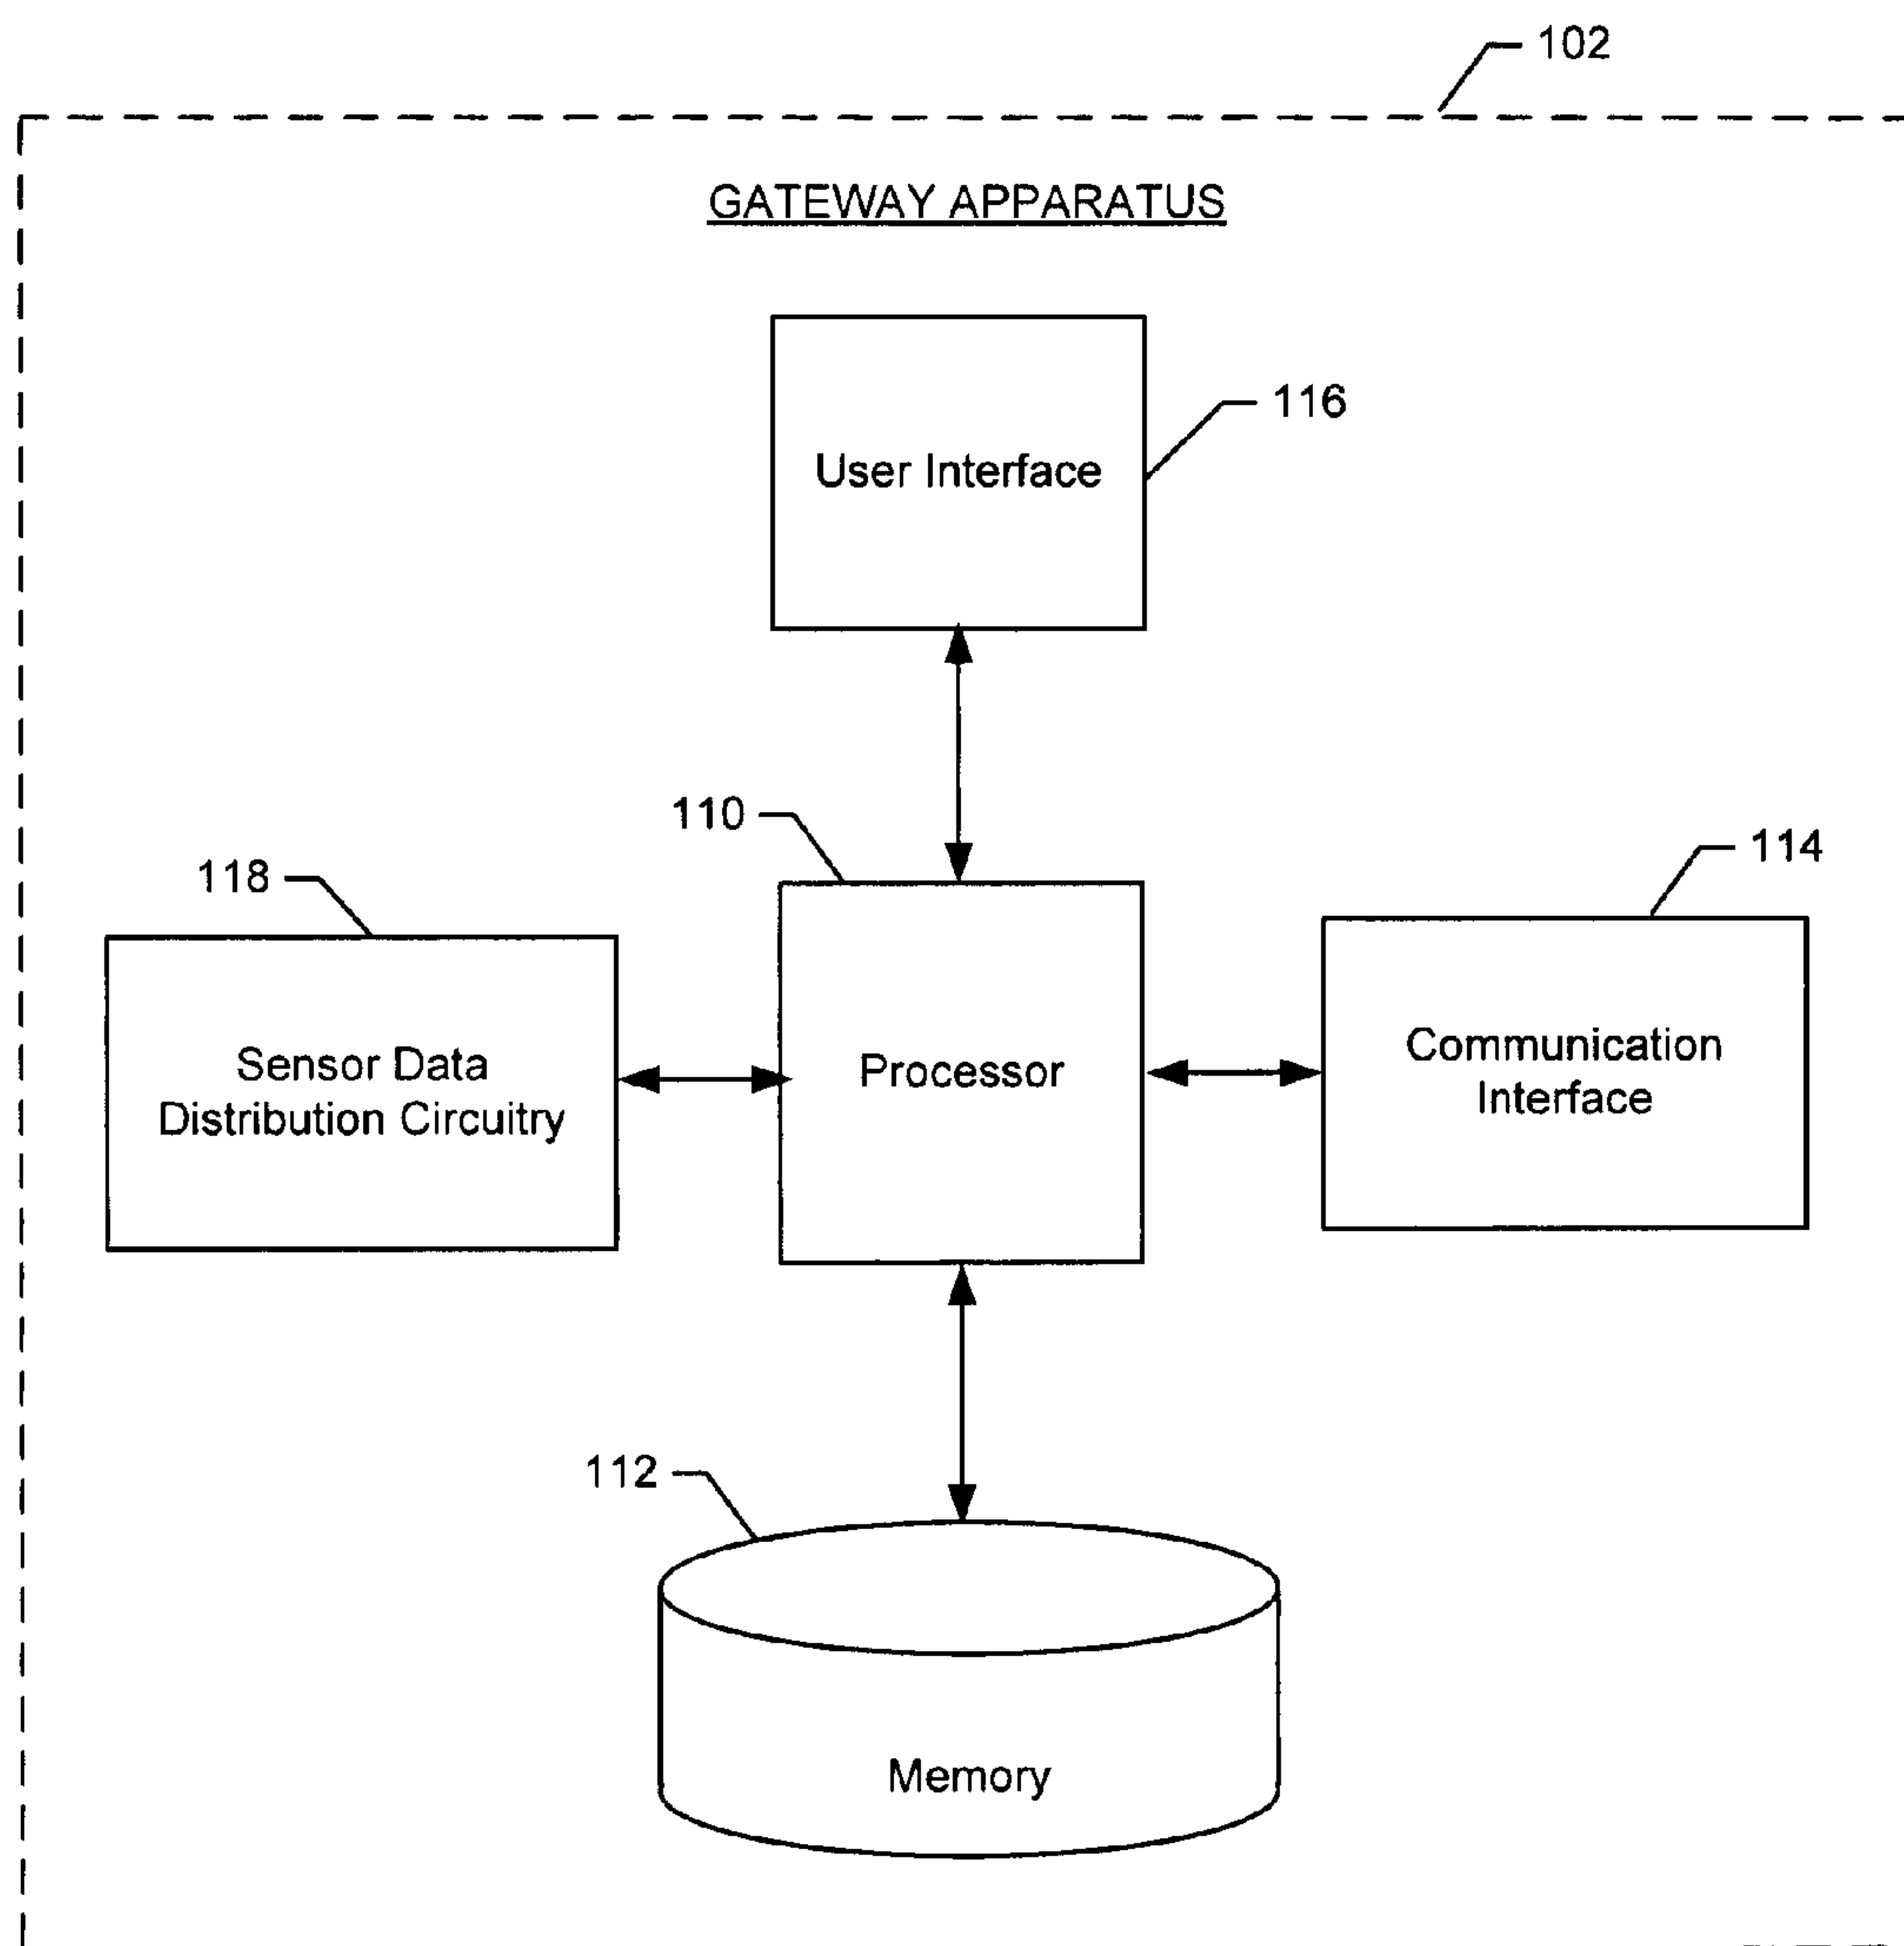 102
GATEWAY APPARATUS
User Interface
116
110
118
114
Sensor Data
Distribution Circuitry
Processor
Communication
Interface
112
Memory